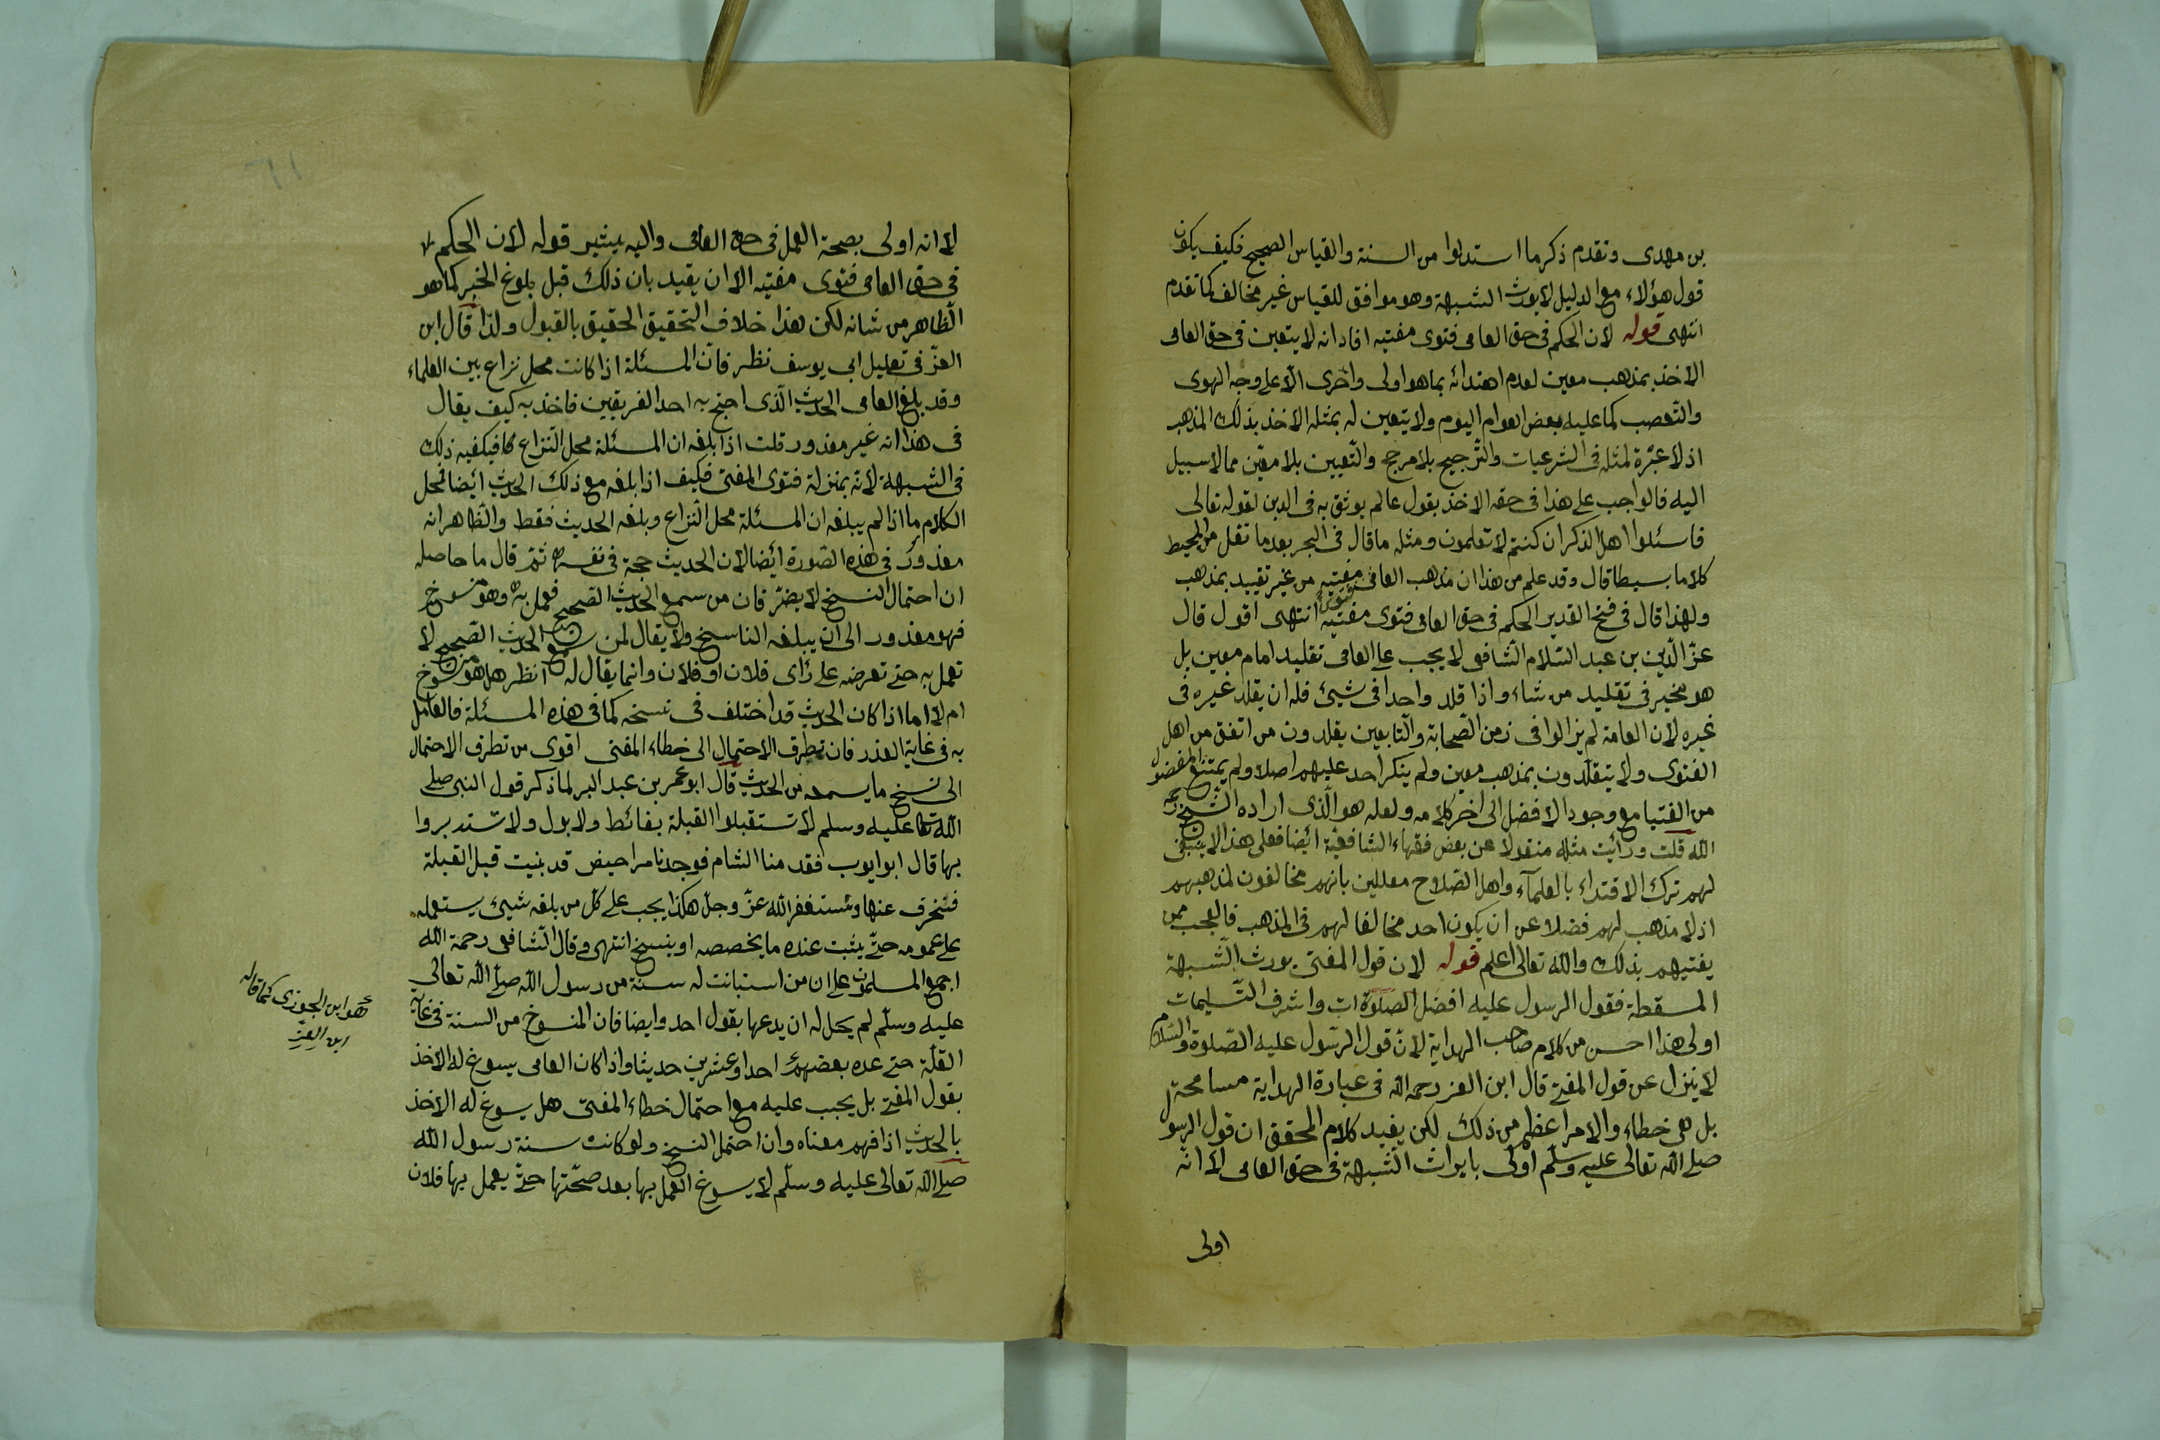 بن مهدى وتقدم ذكر ما استدلوا من السنة والقياس الصحيح فكيف يكون
قول هؤلاء مع الدليل لا يورث الشبهة وهو موافق للقياس غير مخالف كما تقدم
انتهى قوله لان الحكم فى حق العامى فتوى مفتيه افاد انه لا يتعين فى حق العامى
الاخذ بمذهب معين لعدم اهتدائه بما هو اولى واحرى الا على وجه الهوى
والتعصب كما عليه بعض العوام اليوم ولا يتعين له بمثله الاخذ بذلك المذهب
اذ لا عبرة لمثله فى الشرعيات والترجيح بلا مرجح والتعيين بلا معين مما لا سبيل
اليه فالواجب على هذا فى حقه الاخذ بقول عالم يوثق به فى الدين لقوله تعالى
فاسئلوا اهل الذكر ان كنتم لا تعلمون ومثله ما قال فى البحر بعد ما نقل من المحيط
كلاما بسيطا قال وقد علم من هذا ان مذهب العامى فتوى مفتيه من غير تقييد بمذهب
ولهذا قال فى فتح القدير الحكم فى حق العامى فتوى مفتيه انتهى اقول قال
عز الدين بن عبد السلام الشافعى لا يجب على العامى تقليد امام معين بل
هو مخير فى تقليد من شاء واذا قلد واحدا فى شيئ فله ان يقلد غيره فى
غيره لان العامة لم يزالوا فى زمن الصحابة والتابعين يقلدون من اتفق من اهل
الفتوى ولا يتقلدون بمذهب معين ولم ينكر احد عليهم اصلا ولم يمتنع المفضول
من الفتيا مع وجود الافضل الى اخر كلامه ولعله هو الذى اراده الشيخ رحمه
الله قلت ورأيت مثله منقولا عن بعض فقهاء الشافعية ايضا فعلى هذا لا ينبغى
لهم ترك الاقتداء بالعلمآء واهل الصلاح معللين بانهم مخالفون لمذهبهم
اذ لا مذهب لهم فضلا عن ان يكون احد مخالفا لهم فى المذهب فالعجب ممن
يفتيهم بذلك والله تعالى اعلم قوله لان قول المفتى يورث الشبهة
المسقطة فقول الرسول عليه افضل الصلوات واشرف التسليمات
اولى هذا احسن من كلام صاحب الهداية لان قول الرسول عليه الصلوة والسلام
لا ينزل عن قول المفتى قال ابن العز رحمه الله فى عبارة الهداية مسامحة
بل هى خطاء والامر اعظم من ذلك لكن يفيد كلام المحقق ان قول الرسول
صلى الله تعالى عليه وسلم اولى بايراث الشبهة فى حق العامى لا انه
اولى
لا انه اولى بصحة العمل فى حق العامى واليه يشير قوله لان الحكم
فى حق العامى فتوى مفتيه الا ان يقيد بان ذلك قبل بلوغ الخبر كما هو
الظاهر من شانه لكن هذا خلاف التحقيق الحقيق بالقبول ولذا قال ابن
العز فى تعليل ابى يوسف نظر فان المسئلة اذا كانت محل نزاع بين العلماء
وقد بلغ العامى الحديث الذى احتج به احد الفريقين فاخذ به كيف يقال
فى هذا انه غير معذور قلت اذا بلغه ان المسئلة محل النزاع فيكفيه ذلك
فى الشبهة لانه بمنزلة فتوى المفتى فكيف اذا بلغه مع ذلك الحديث ايضا فمحل
الكلام ما اذا لم يبلغه ان المسئلة محل النزاع وبلغه الحديث فقط والظاهر انه
معذور فى هذه الصورة ايضا لان الحديث حجة فى نفسه ثم قال ما حاصله
ان احتمال النسخ لا يضر فان من سمع الحديث الصحيح فعمل به وهو منسوخ
فهو معذور الى ان يبلغه الناسخ ولا يقال لمن سمع الحديث الصحيح لا
تعمل به حتى تعرضه على رأى فلان او فلان وانما يقال له انظر هل هو منسوخ
ام لا اما اذا كان الحديث قد اختلف فى نسخه كما فى هذه المسئلة فالعامل
به فى غاية العذر فان تطرق الاحتمال الى خطاء المفتى اقوى من تطرق الاحتمال
الى نسخ ما يسمعه من الحديث قال ابو عمر بن عبد البر لما ذكر قول النبى صلى
الله تعالى عليه وسلم لا تستقبلوا القبلة بغائط ولا بول ولا تستدبروا
بها قال ابو ايوب فقدمنا الشام فوجدنا مراحيض قد بنيت قبل القبلة
فننحرف عنها ونستغفر الله عز وجل هكذا يجب على كل من بلغه شيئ يستعمله
على عمومه حتى يثبت عنده ما يخصصه او ينسخه انتهى وقال الشافعى رحمة الله
اجمع المسلمون على ان من استبانت له سنة من رسول الله صلى الله تعالى
عليه وسلم لم يحل له ان يدعها بقول احد وايضا فان المنسوخ من السنة فى غاية
القلة حتى عده بعضهم احدا وعشرين حديثا واذا كان العامى يسوغ له الاخذ
بقول المفتى بل يجب عليه مع احتمال خطاء المفتى هل يسوغ له الاخذ
بالحديث اذا فهم معناه وان احتمل النسخ ولو كانت سنة رسول الله
صلى الله تعالى عليه وسلم لا يسوغ العمل بها بعد صحتها حتى يعمل بها فلان
هو ابن الجوزى كما قاله
ابن العز